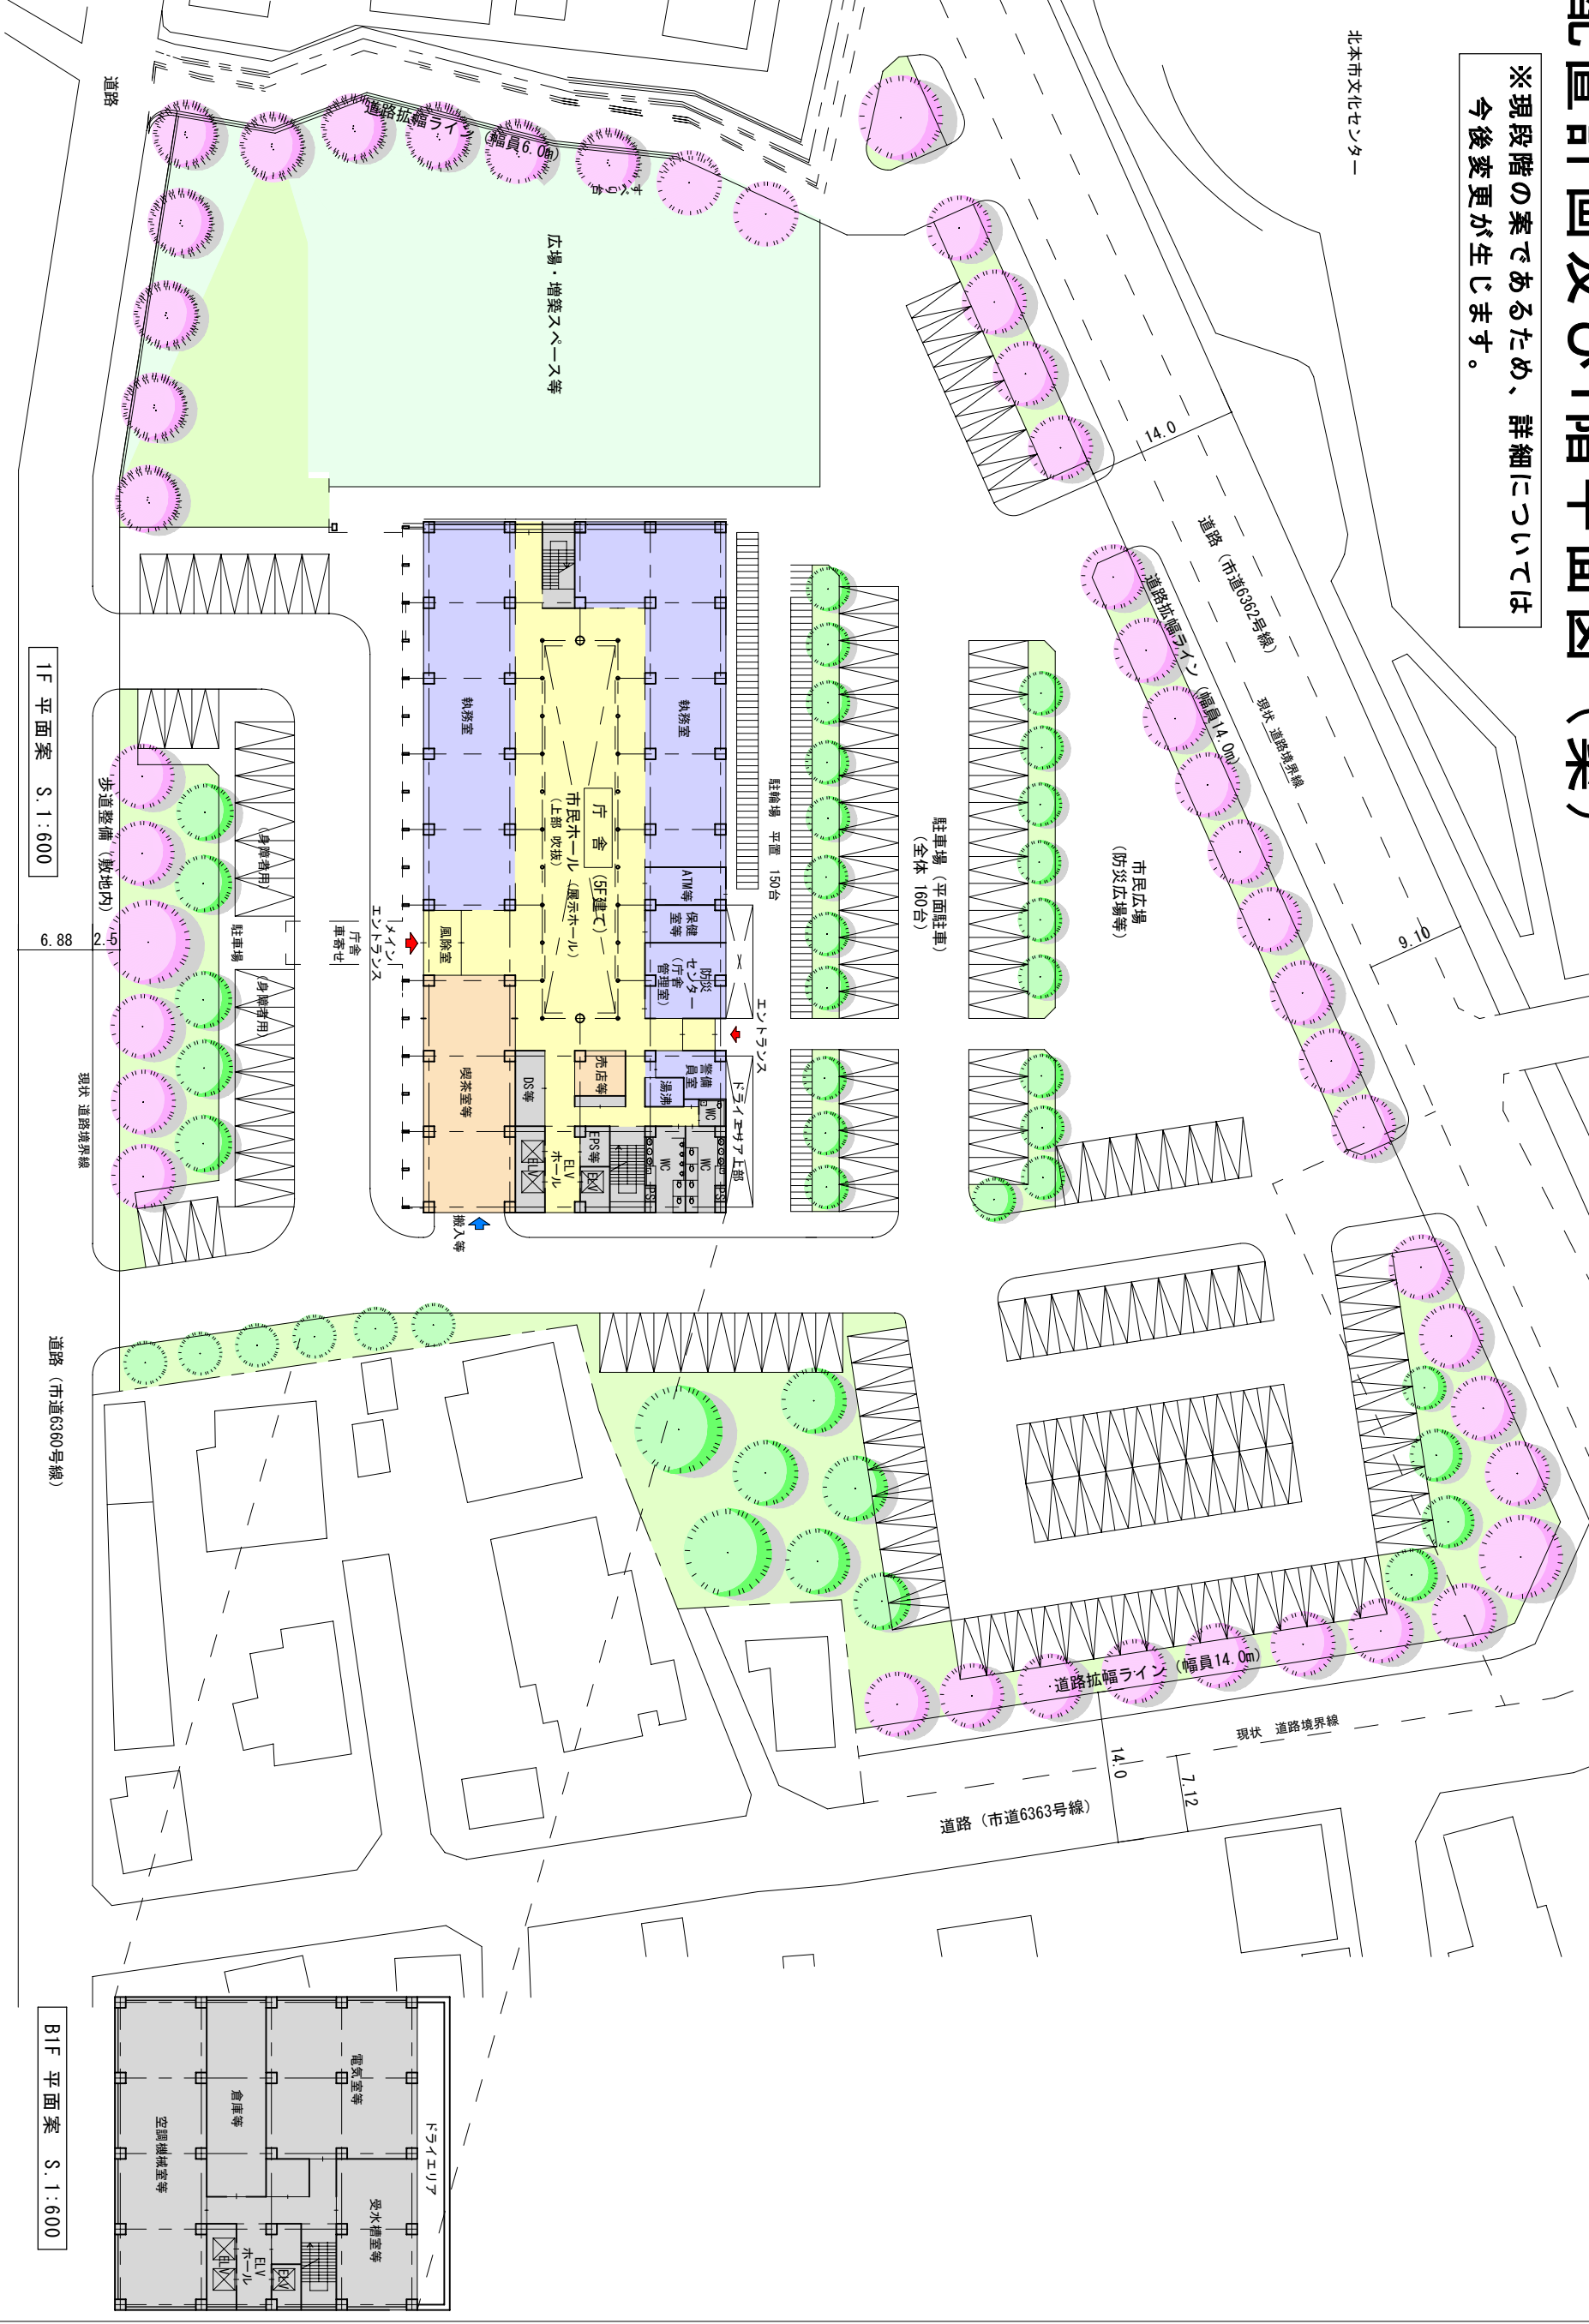 配置計画及び1階平面図（案）
※現段階の案であるため、詳細については
今後変更が生じます。
北本市文化センター
道路
道路拡幅ライン（幅員6.0m）
すべり台
広場・増築スペース等
14.0
道路（市道6362号線）
道路拡幅ライン（幅員14.0m）
現状 道路境界線
9.10
市民広場
（防災広場等）
駐車場（平面駐車）
（全体 160台）
駐輪場 平置 150台
執務室
執務室
庁 舎
（5F建て）
市民ホール（展示ホール）
（上部 吹抜）
ATM等
保健
室等
防災
センター
（庁舎
管理室）
エントランス
風除室
メイン
エントランス
庁舎
車寄せ
駐車場
（身障者用）
（身障者用）
歩道整備（敷地内）
6.88
2.5
1F 平面案 S.1:600
現状 道路境界線
喫茶室等
DS等
売店等
警備
員室
湯沸
WC
WC
WC
PS
PS
EPS等
ELV
ELV
ELV
ホール
ドライエリア上部
搬入等
道路（市道6360号線）
道路拡幅ライン（幅員14.0m）
現状 道路境界線
14.0
7.12
道路（市道6363号線）
B1F 平面案 S.1:600
電気室等
倉庫等
空調機械室等
受水槽室等
ドライエリア
ELV
ELV
ELV
ホール